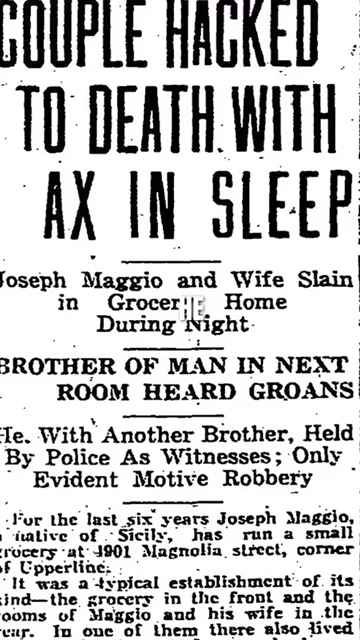 COUPLE HACKED
TO DEATH WITH
AX IN SLEEP
Joseph Maggio and Wife Slain
in Grocery Home
During Night
HE
BROTHER OF MAN IN NEXT
ROOM HEARD GROANS
He. With Another Brother, Held
By Police As Witnesses; Only
Evident Motive Robbery
For the last six years Joseph Maggio,
a native of Sicily, has run a small
grocery at 4901 Magnolia street, corner
of Upperline.
It was a typical establishment of its
kind—the grocery in the front and the
rooms of Maggio and his wife in the
rear. In one of them there also lived